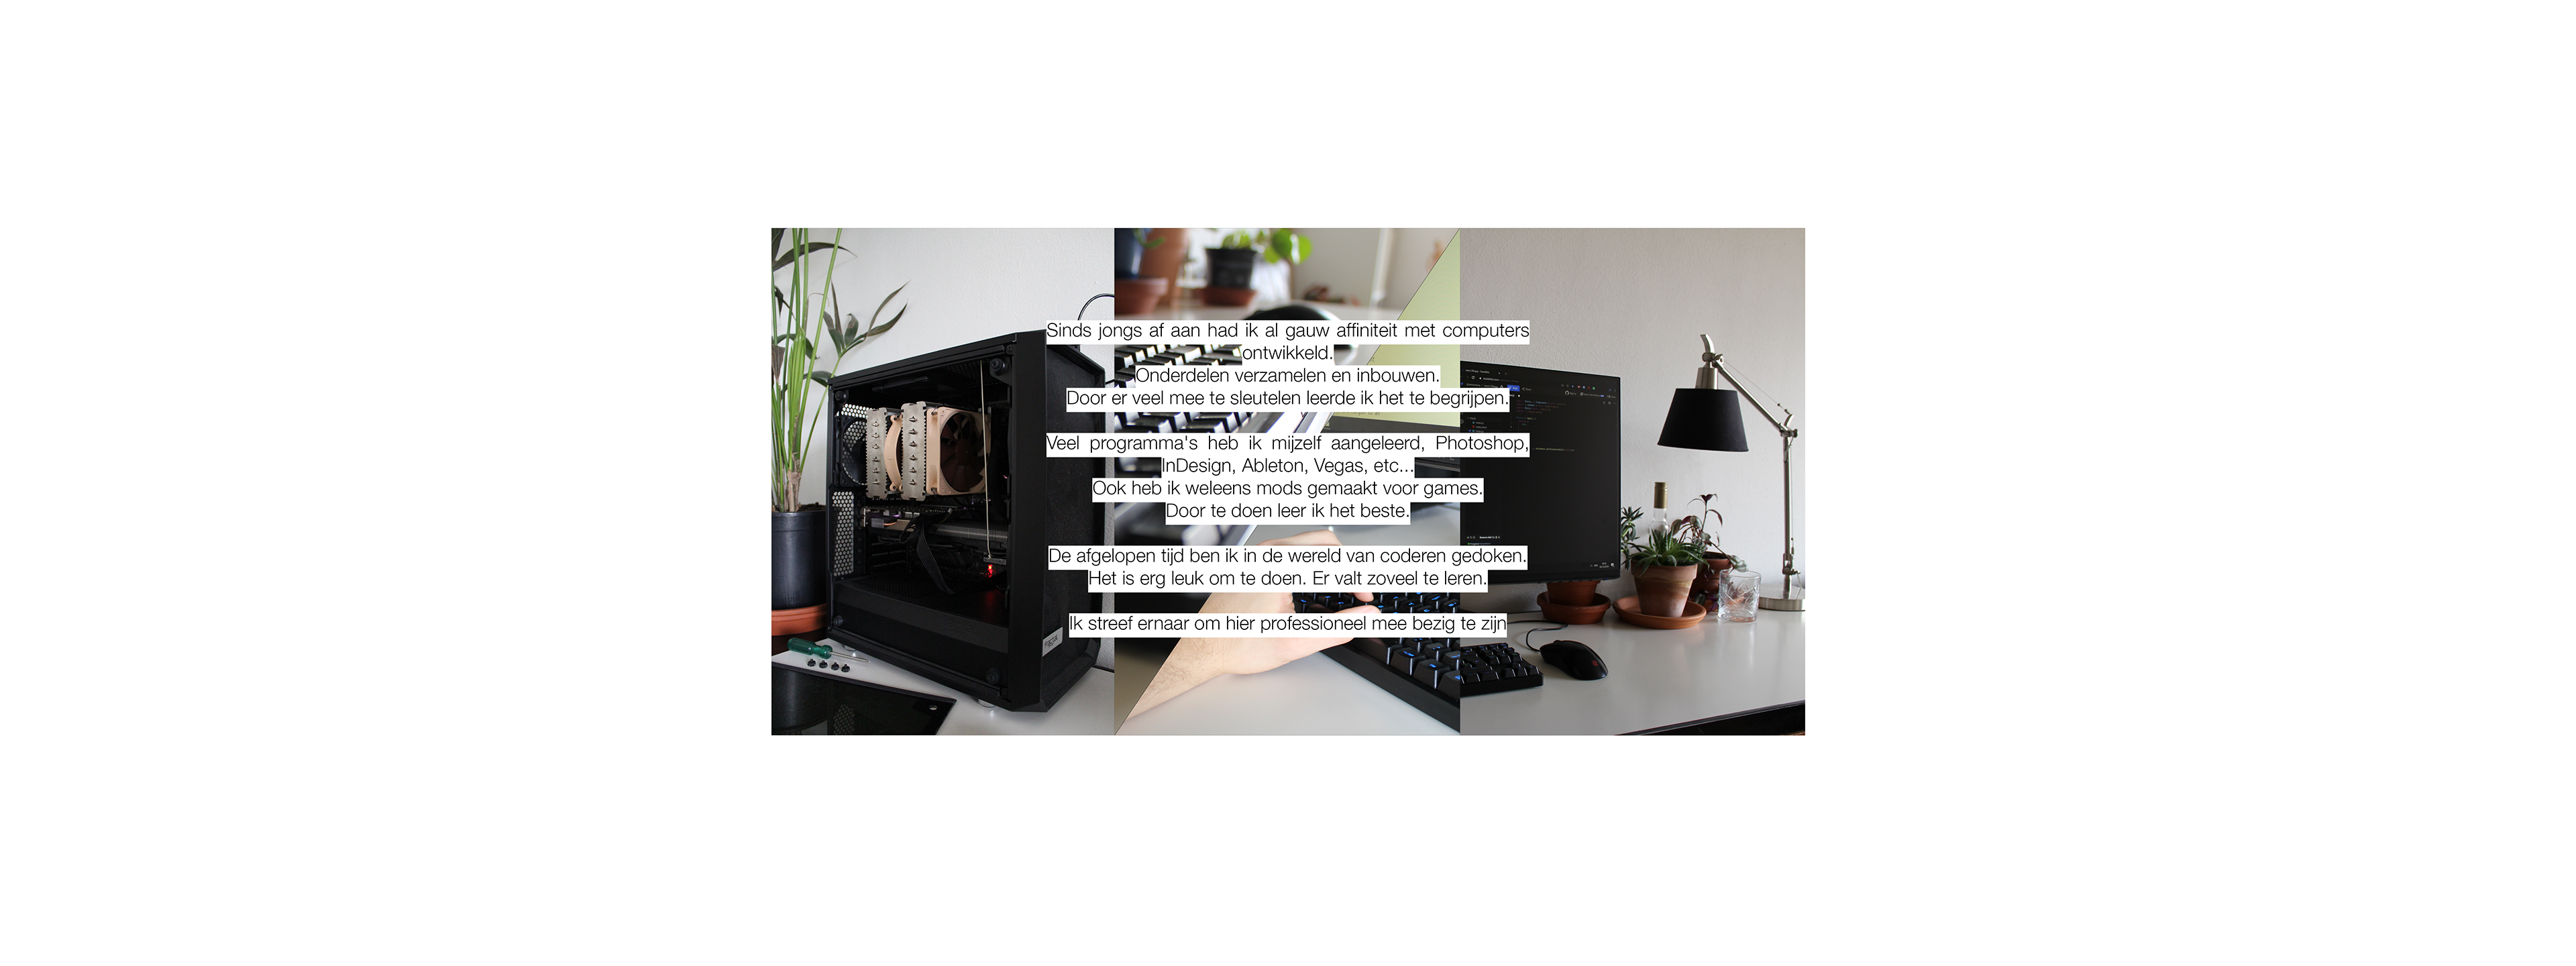 Sinds jongs af aan had ik al gauw affiniteit met computers
ontwikkeld.
Onderdelen verzamelen en inbouwen.
Door er veel mee te sleutelen leerde ik het te begrijpen.
Veel programma's heb ik mijzelf aangeleerd, Photoshop,
InDesign, Ableton, Vegas, etc...
Ook heb ik weleens mods gemaakt voor games.
Door te doen leer ik het beste.
De afgelopen tijd ben ik in de wereld van coderen gedoken.
Het is erg leuk om te doen. Er valt zoveel te leren.
Ik streef ernaar om hier professioneel mee bezig te zijn